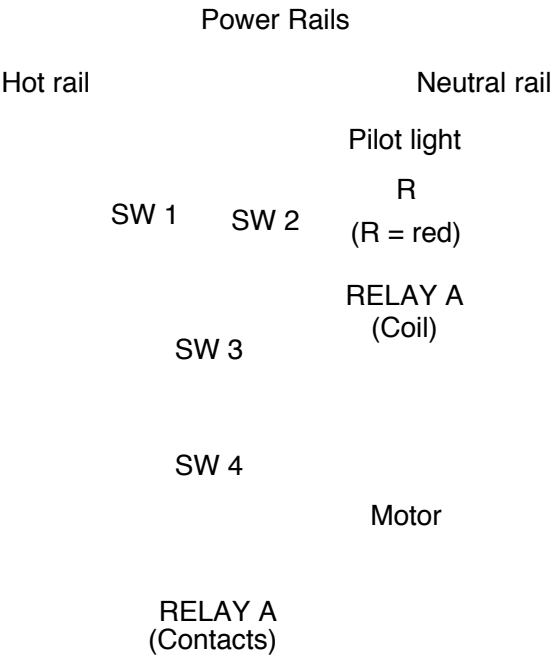 Power Rails
Hot rail
Neutral rail
Pilot light
R
SW 1
SW 2
(R = red)
RELAY A
(Coil)
SW 3
SW 4
Motor
RELAY A
(Contacts)